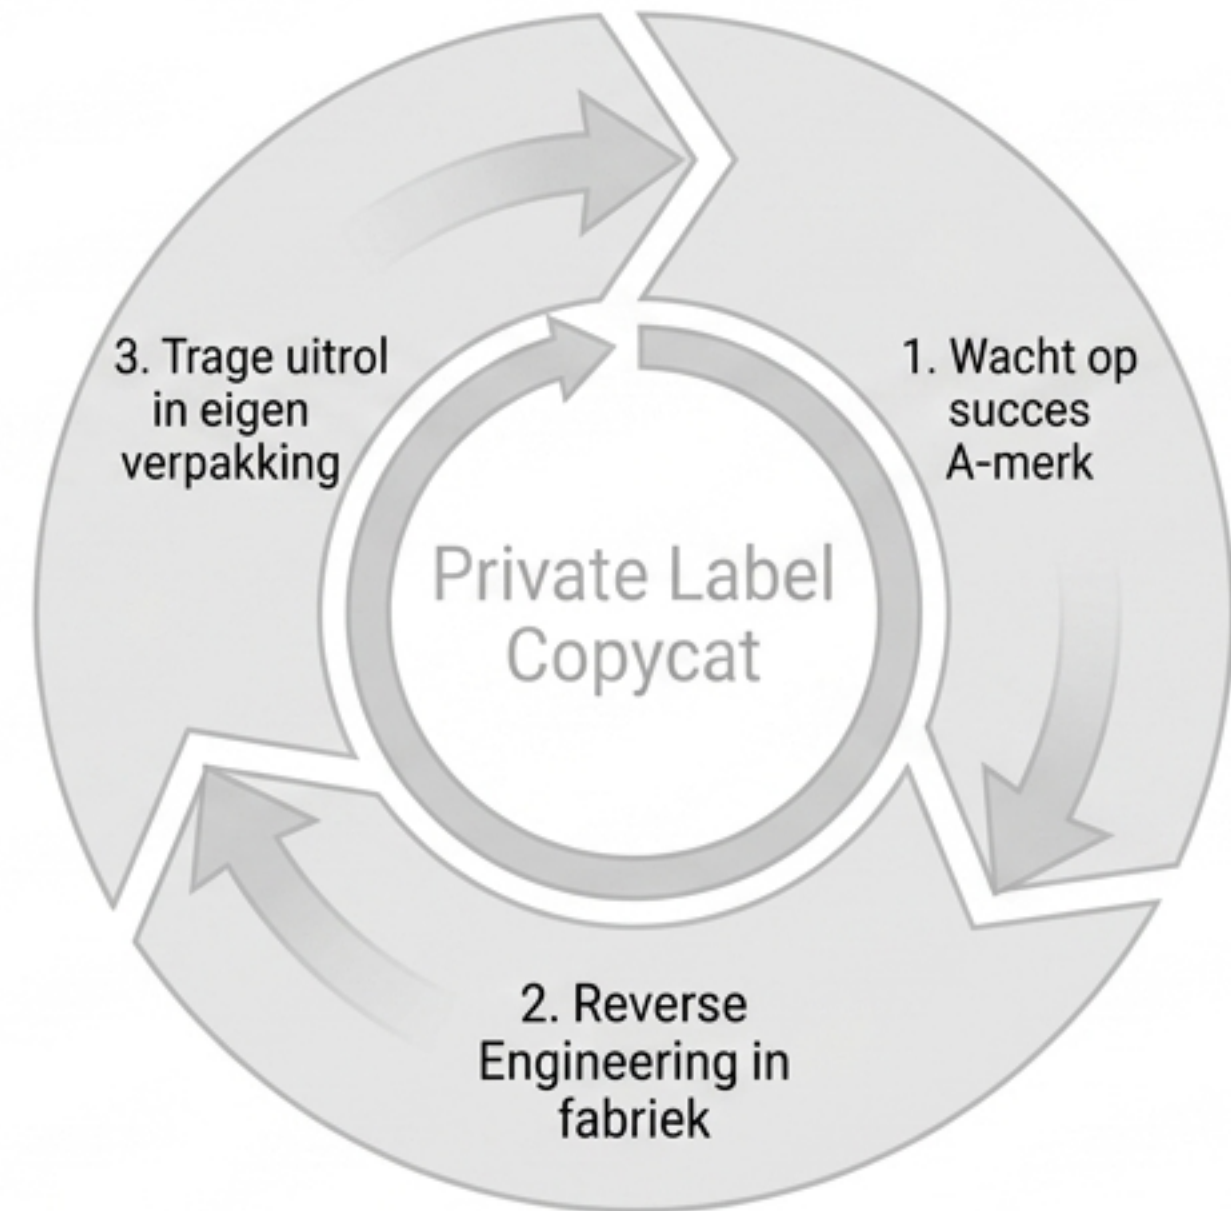 1. Wacht op
succes
A-merk
2. Reverse
Engineering in
fabriek
3. Trage uitrol
in eigen
verpakking
Private Label
Copycat